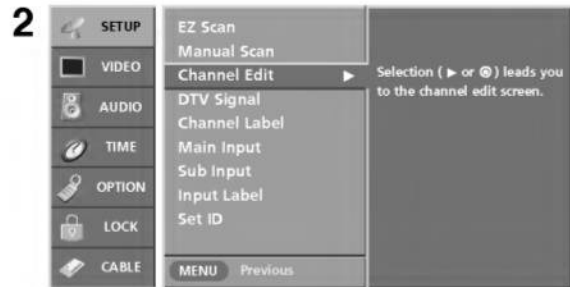 2
SETUP
VIDEO
AUDIO
TIME
OPTION
LOCK
CABLE
EZ Scan
Manual Scan
Channel Edit ▶
DTV Signal
Channel Label
Main Input
Sub Input
Input Label
Set ID
MENU Previous
Selection ( ▶ or ◉ ) leads you
to the channel edit screen.